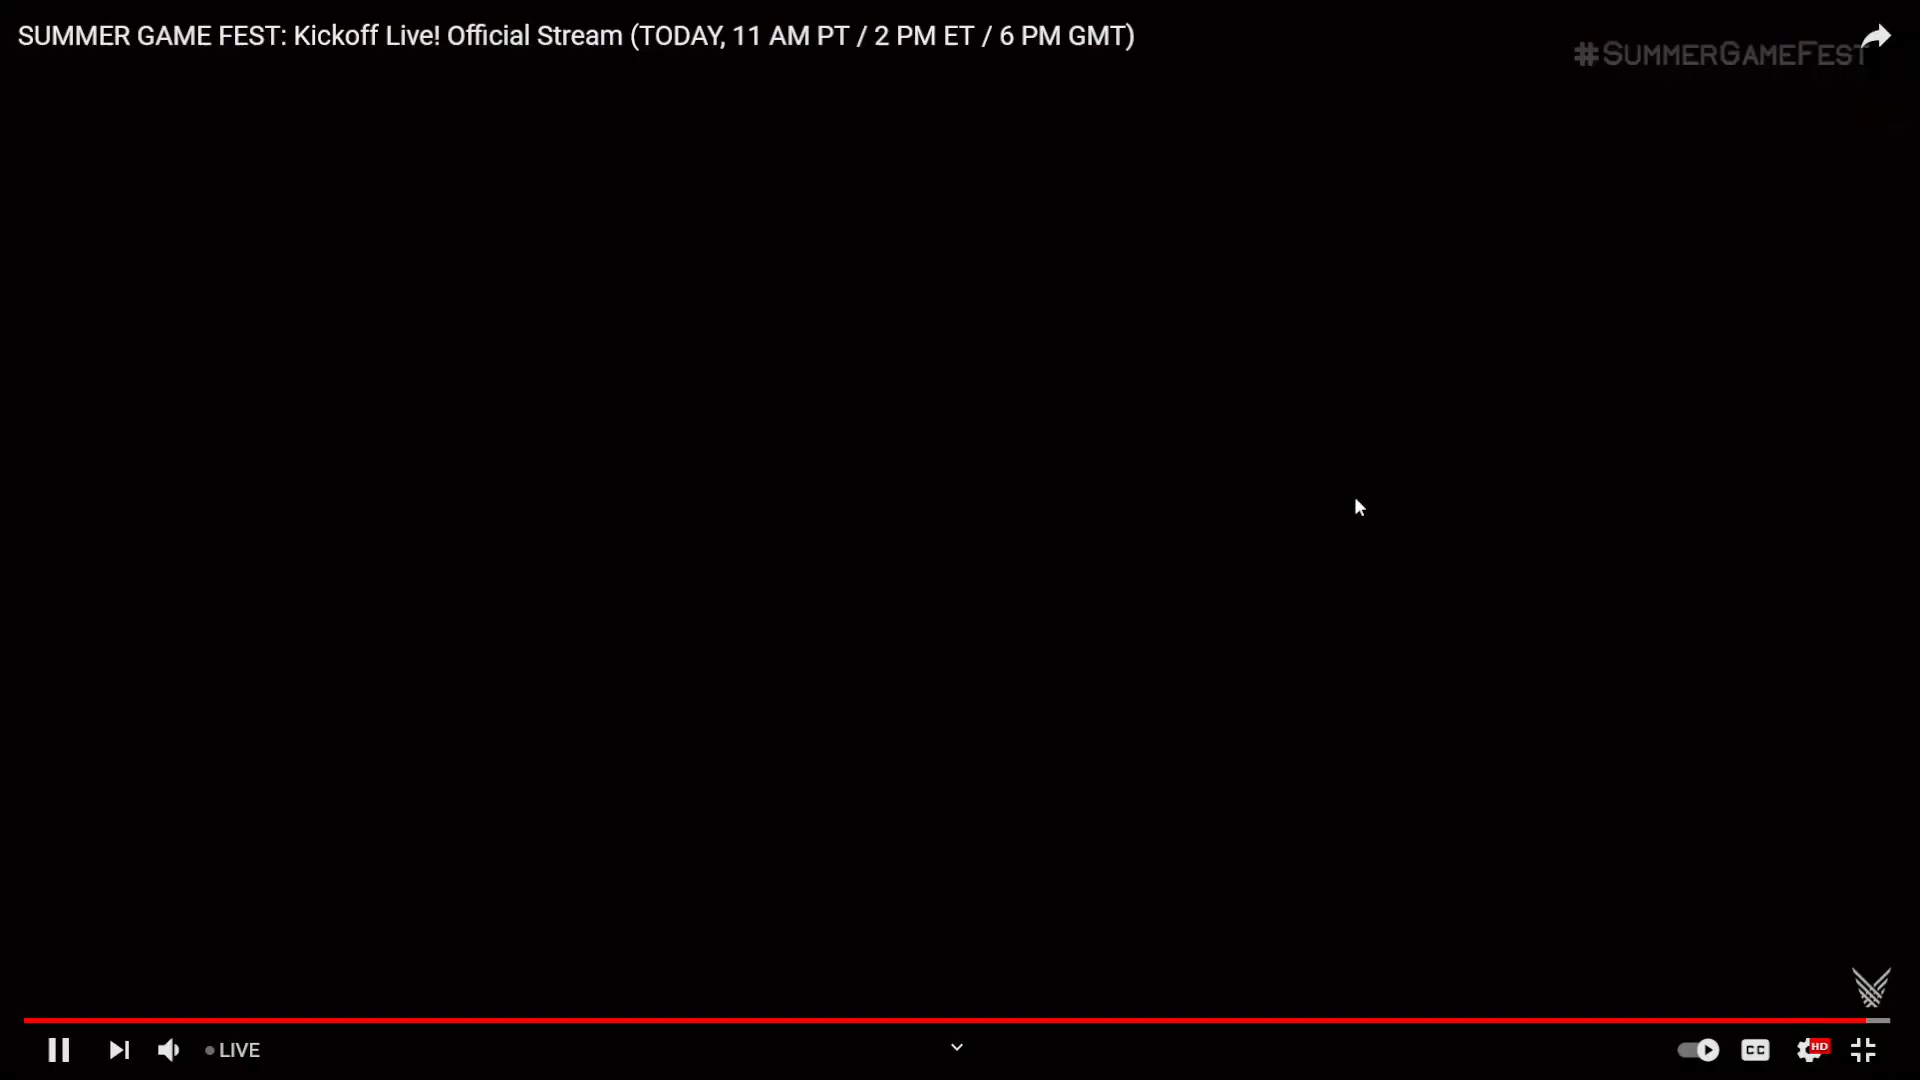 SUMMER GAME FEST: Kickoff Live! Official Stream (TODAY, 11 AM PT / 2 PM ET / 6 PM GMT)
#SUMMERGAMEFEST
LIVE
CC
HD